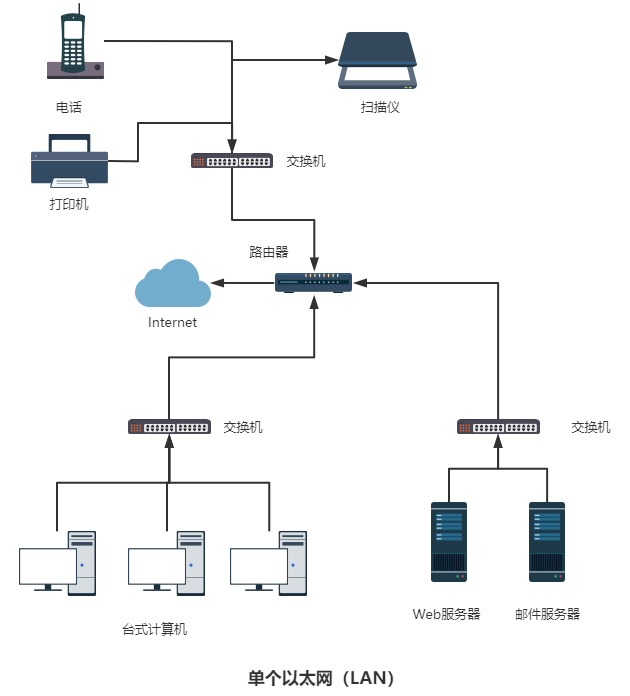 电话
扫描仪
打印机
交换机
路由器
Internet
交换机
交换机
台式计算机
Web服务器
邮件服务器
单个以太网（LAN）